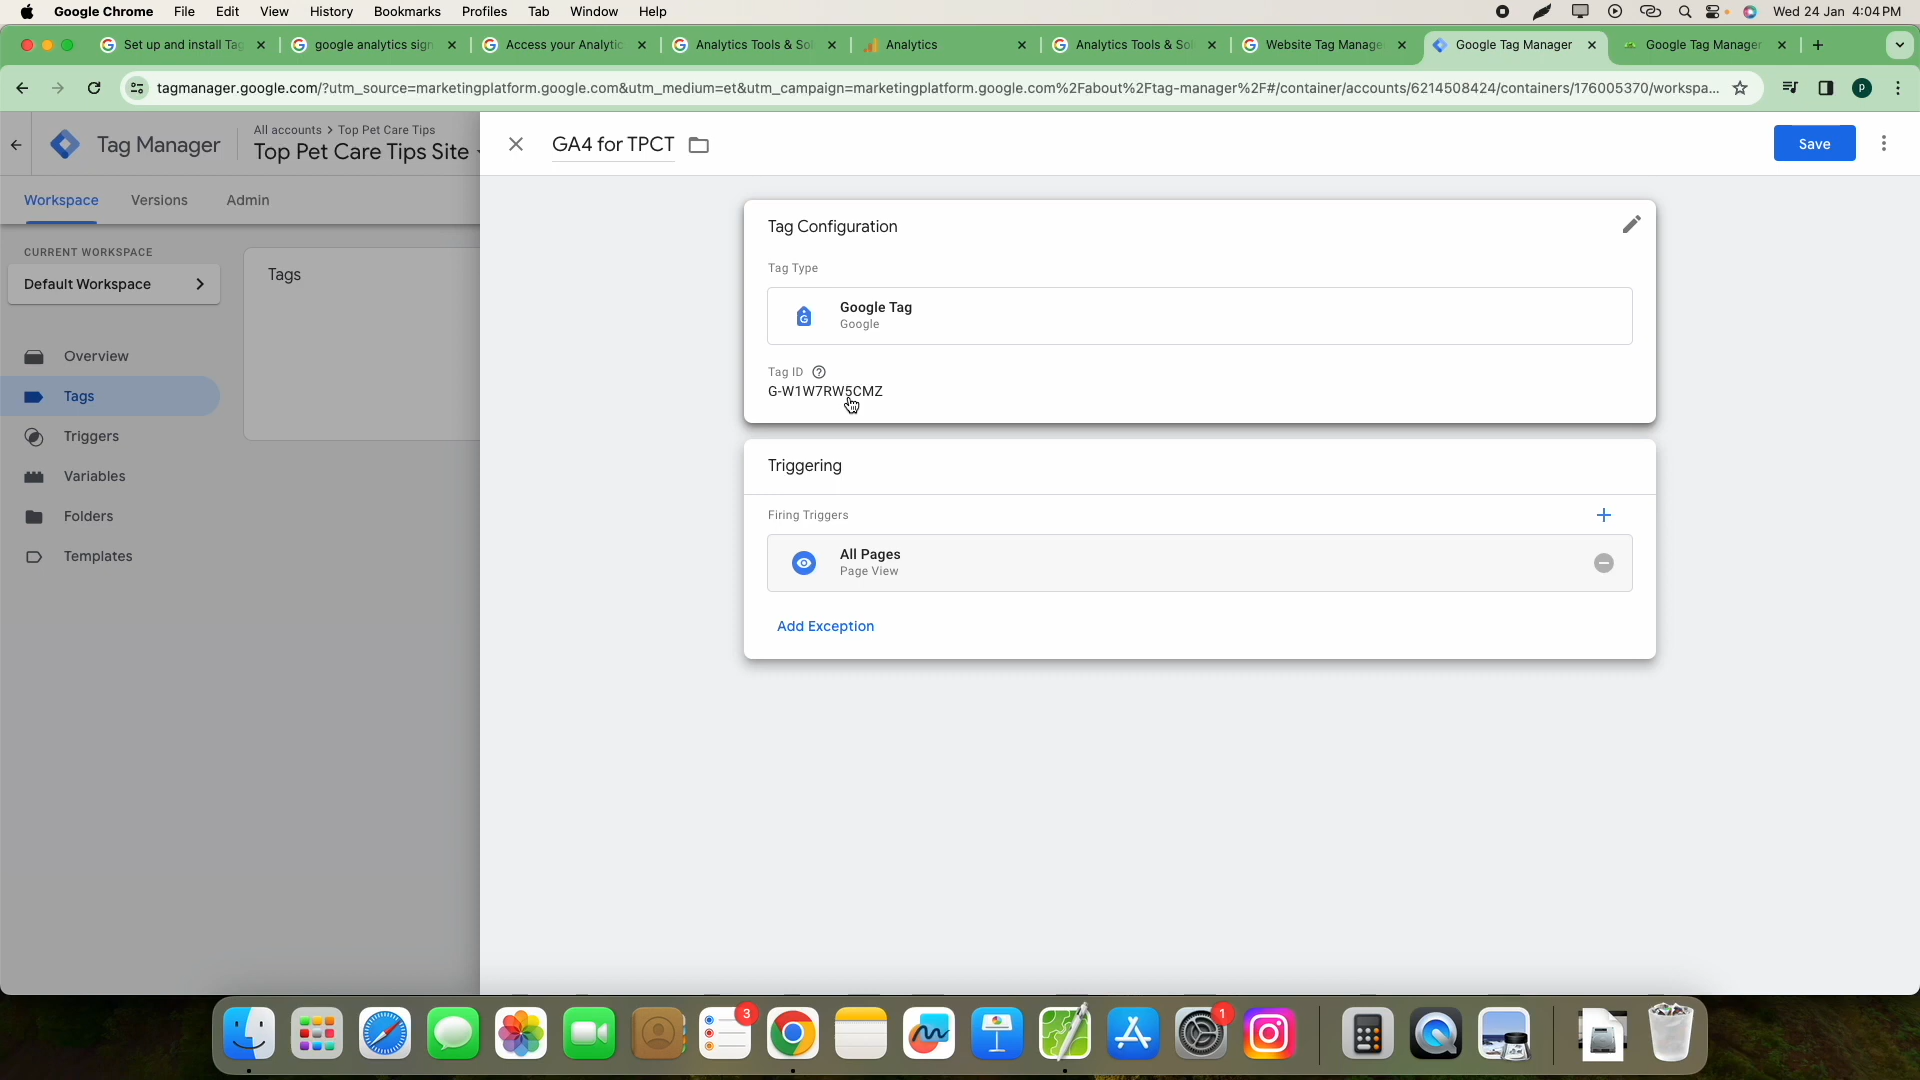 Google Chrome File Edit View History Bookmarks Profiles Tab Window Help Wed 24 Jan 4:04 PM
Set up and install Tag google analytics sign Access your Analytic Analytics Tools & Sol Analytics Analytics Tools & Sol Website Tag Manage Google Tag Manager Google Tag Manager
tagmanager.google.com/?utm_source=marketingplatform.google.com&utm_medium=et&utm_campaign=marketingplatform.google.com%2Fabout%2Ftag-manager%2F#/container/accounts/6214508424/containers/176005370/workspa... P
Tag Manager
All accounts > Top Pet Care Tips
Top Pet Care Tips Site
GA4 for TPCT
Save
Workspace Versions Admin
CURRENT WORKSPACE
Default Workspace
Overview
Tags
Triggers
Variables
Folders
Templates
Tags
Tag Configuration
Tag Type
G
Google Tag
Google
Tag ID ?
G-W1W7RW5CMZ
Triggering
Firing Triggers
All Pages
Page View
Add Exception
3
1